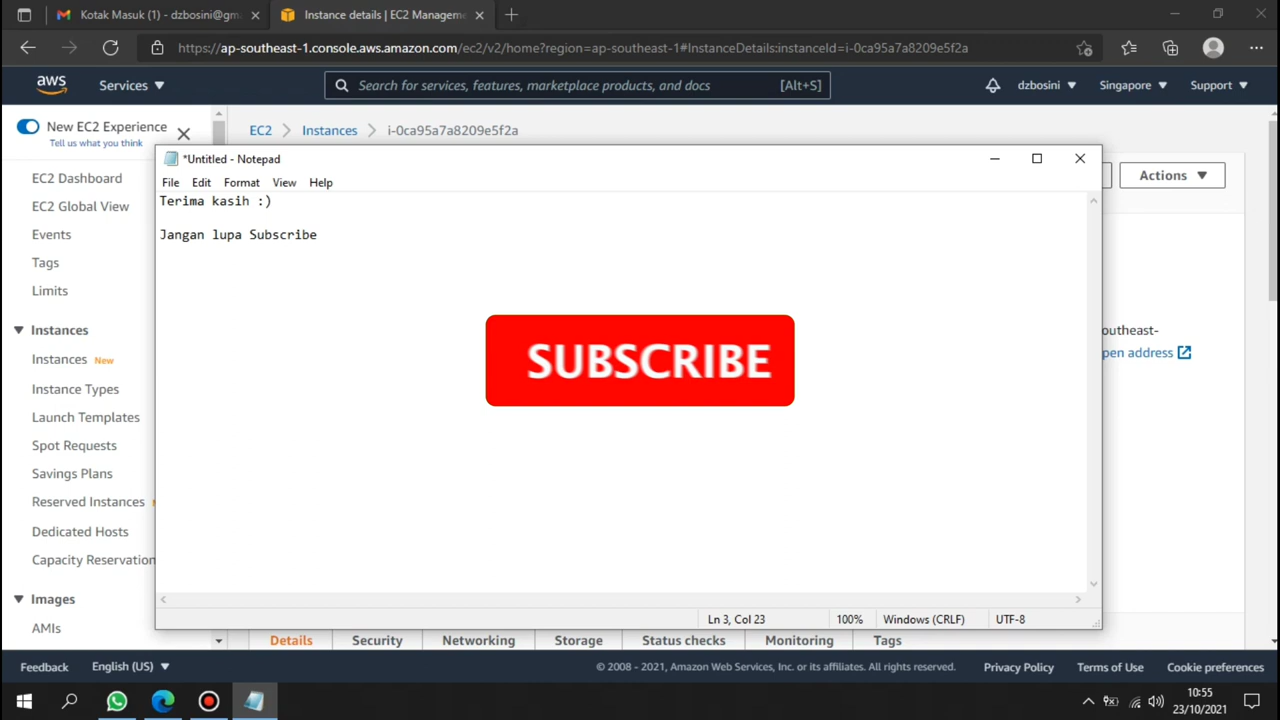 Kotak Masuk (1) - dzbosini@gm
Instance details | EC2 Manageme
https://ap-southeast-1.console.aws.amazon.com/ec2/v2/home?region=ap-southeast-1#InstanceDetails:instanceId=i-0ca95a7a8209e5f2a
aws
Services
Search for services, features, marketplace products, and docs
[Alt+S]
dzbosini
Singapore
Support
New EC2 Experience
Tell us what you think
EC2
Instances
i-0ca95a7a8209e5f2a
*Untitled - Notepad
Actions
File Edit Format View Help
Terima kasih :)
Jangan lupa Subscribe
SUBSCRIBE
EC2 Dashboard
EC2 Global View
Events
Tags
Limits
Instances
Instances New
Instance Types
Launch Templates
Spot Requests
Savings Plans
Reserved Instances
Dedicated Hosts
Capacity Reservation
Images
AMIs
outheast-
pen address
Ln 3, Col 23
100%
Windows (CRLF)
UTF-8
Details
Security
Networking
Storage
Status checks
Monitoring
Tags
Feedback
English (US)
© 2008 - 2021, Amazon Web Services, Inc. or its affiliates. All rights reserved.
Privacy Policy
Terms of Use
Cookie preferences
10:55
23/10/2021